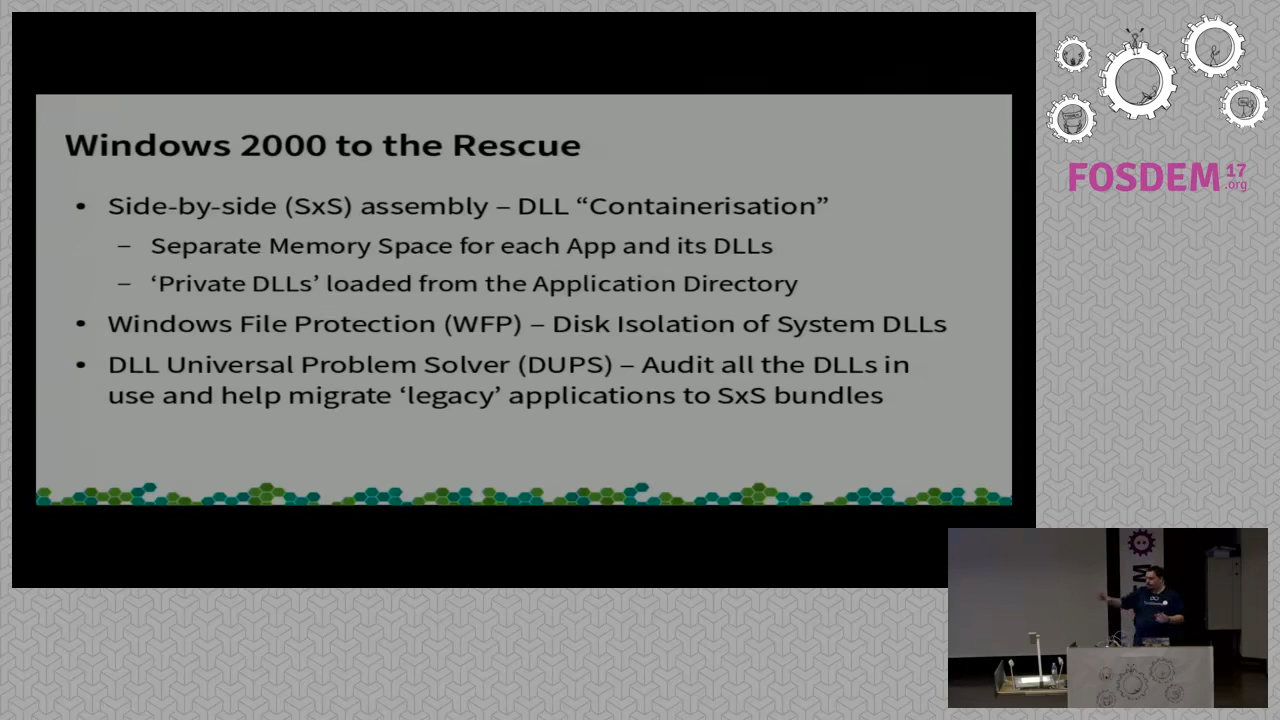 Windows 2000 to the Rescue
• Side-by-side (SxS) assembly – DLL “Containerisation”
– Separate Memory Space for each App and its DLLs
– ‘Private DLLs’ loaded from the Application Directory
• Windows File Protection (WFP) – Disk Isolation of System DLLs
• DLL Universal Problem Solver (DUPS) – Audit all the DLLs in
use and help migrate ‘legacy’ applications to SxS bundles
FOSDEM 17
.org